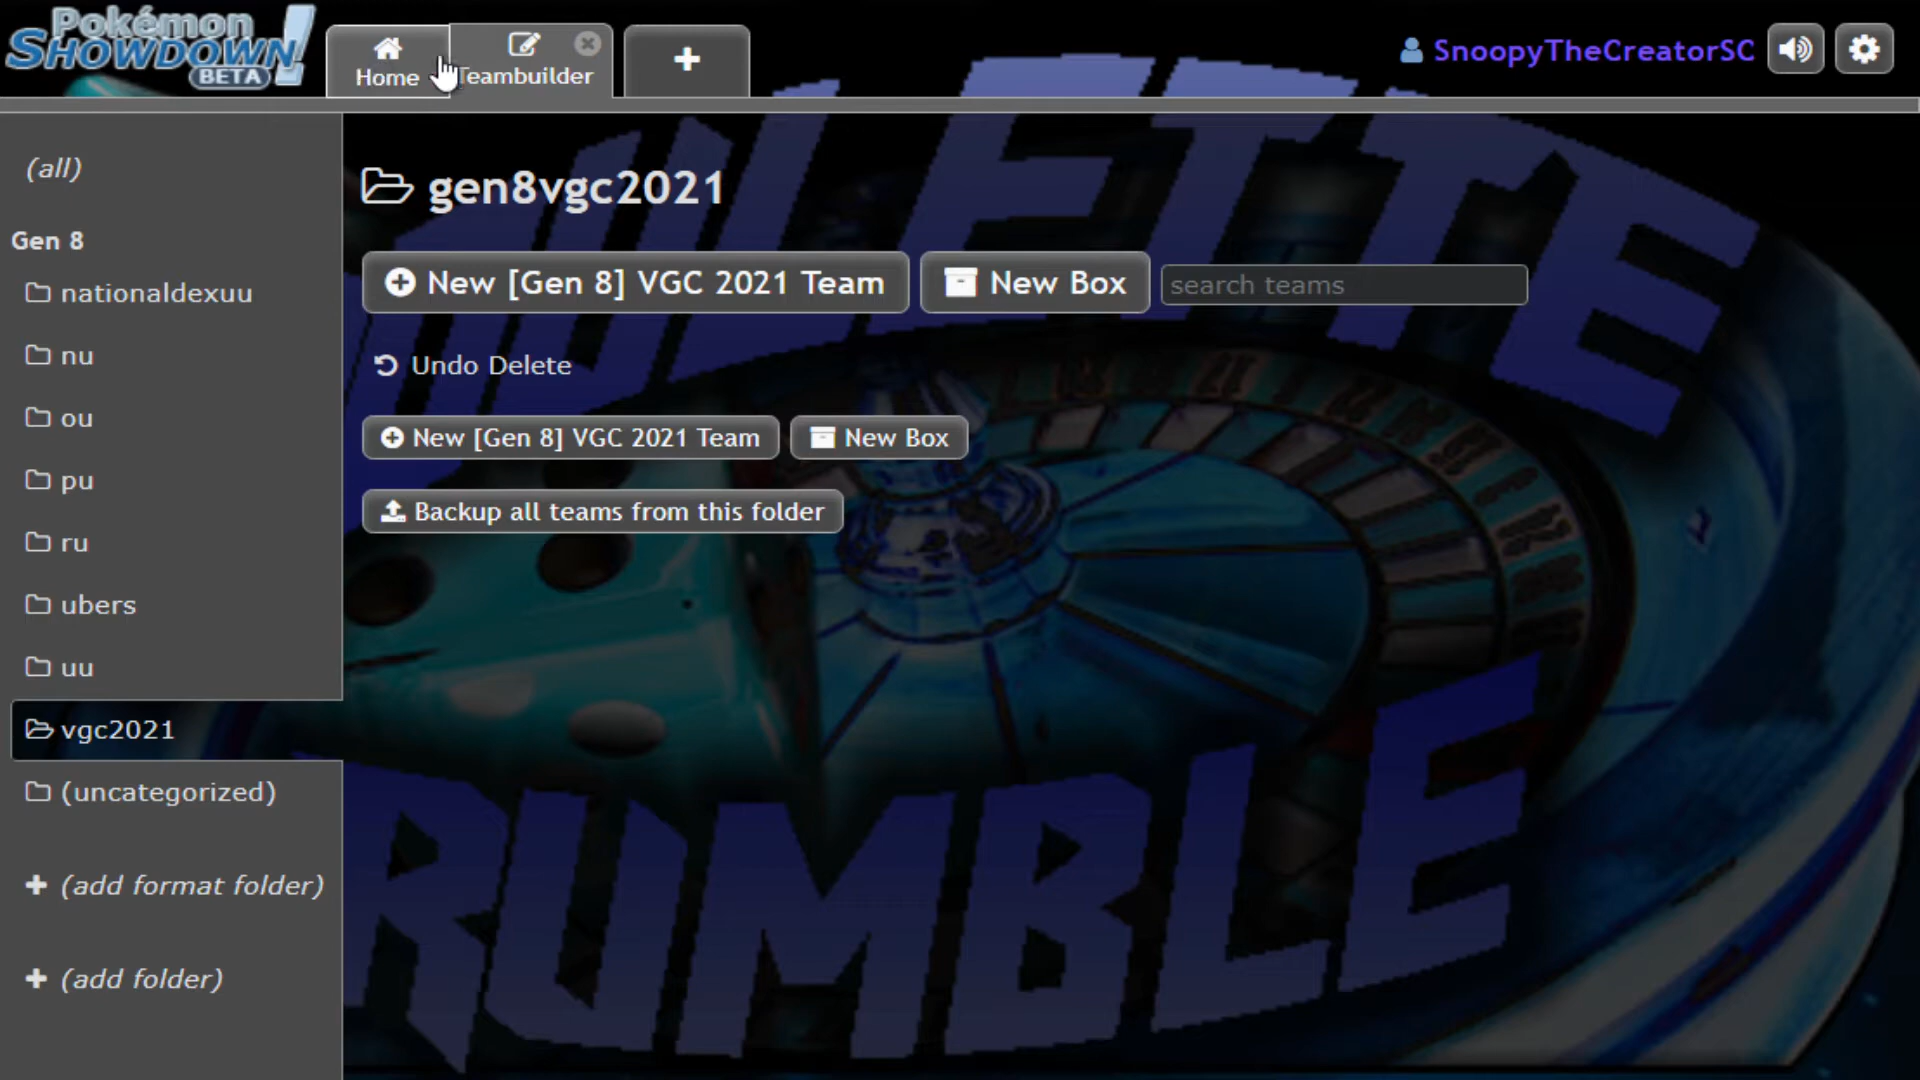 Pokémon
SHOWDOWN!
BETA
Home
Teambuilder
SnoopyTheCreatorSC
(all)
Gen 8
nationaldexuu
nu
ou
pu
ru
ubers
uu
vgc2021
(uncategorized)
(add format folder)
(add folder)
gen8vgc2021
New [Gen 8] VGC 2021 Team
New Box
search teams
Undo Delete
New [Gen 8] VGC 2021 Team
New Box
Backup all teams from this folder
RUMBLE